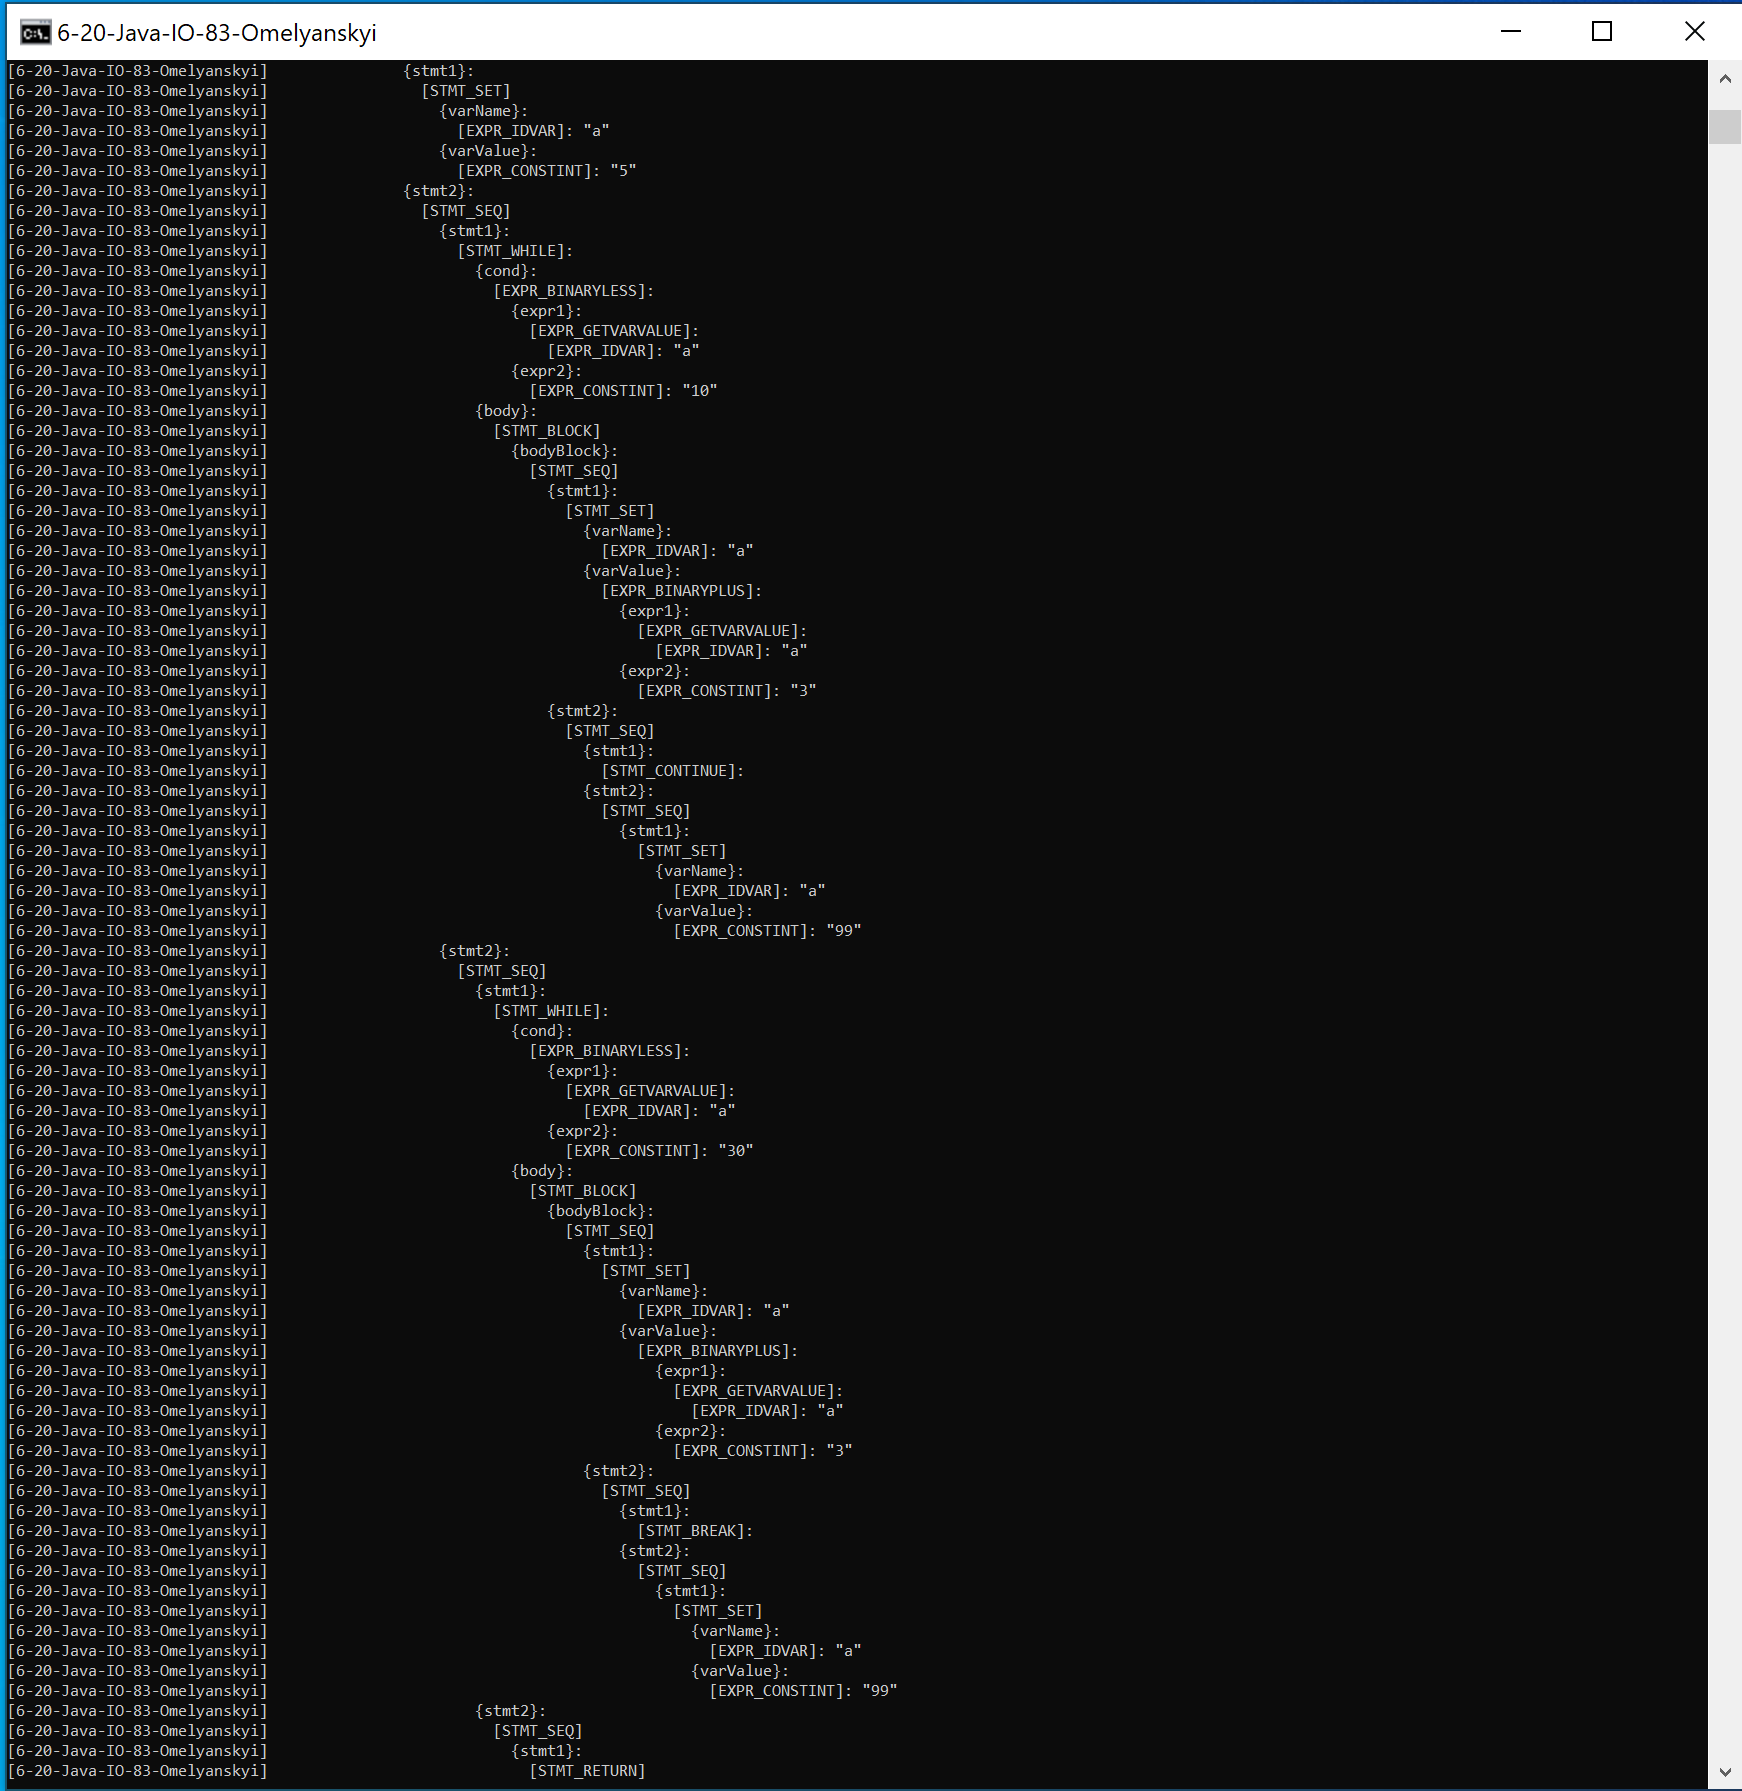 6-20-Java-IO-83-Omelyanskyi
[6-20-Java-IO-83-Omelyanskyi]               {stmt1}:
[6-20-Java-IO-83-Omelyanskyi]                 [STMT_SET]
[6-20-Java-IO-83-Omelyanskyi]                   {varName}:
[6-20-Java-IO-83-Omelyanskyi]                     [EXPR_IDVAR]: "a"
[6-20-Java-IO-83-Omelyanskyi]                   {varValue}:
[6-20-Java-IO-83-Omelyanskyi]                     [EXPR_CONSTINT]: "5"
[6-20-Java-IO-83-Omelyanskyi]               {stmt2}:
[6-20-Java-IO-83-Omelyanskyi]                 [STMT_SEQ]
[6-20-Java-IO-83-Omelyanskyi]                   {stmt1}:
[6-20-Java-IO-83-Omelyanskyi]                     [STMT_WHILE]:
[6-20-Java-IO-83-Omelyanskyi]                       {cond}:
[6-20-Java-IO-83-Omelyanskyi]                         [EXPR_BINARYLESS]:
[6-20-Java-IO-83-Omelyanskyi]                           {expr1}:
[6-20-Java-IO-83-Omelyanskyi]                             [EXPR_GETVARVALUE]:
[6-20-Java-IO-83-Omelyanskyi]                               [EXPR_IDVAR]: "a"
[6-20-Java-IO-83-Omelyanskyi]                           {expr2}:
[6-20-Java-IO-83-Omelyanskyi]                             [EXPR_CONSTINT]: "10"
[6-20-Java-IO-83-Omelyanskyi]                       {body}:
[6-20-Java-IO-83-Omelyanskyi]                         [STMT_BLOCK]
[6-20-Java-IO-83-Omelyanskyi]                           {bodyBlock}:
[6-20-Java-IO-83-Omelyanskyi]                             [STMT_SEQ]
[6-20-Java-IO-83-Omelyanskyi]                               {stmt1}:
[6-20-Java-IO-83-Omelyanskyi]                                 [STMT_SET]
[6-20-Java-IO-83-Omelyanskyi]                                   {varName}:
[6-20-Java-IO-83-Omelyanskyi]                                     [EXPR_IDVAR]: "a"
[6-20-Java-IO-83-Omelyanskyi]                                   {varValue}:
[6-20-Java-IO-83-Omelyanskyi]                                     [EXPR_BINARYPLUS]:
[6-20-Java-IO-83-Omelyanskyi]                                       {expr1}:
[6-20-Java-IO-83-Omelyanskyi]                                         [EXPR_GETVARVALUE]:
[6-20-Java-IO-83-Omelyanskyi]                                           [EXPR_IDVAR]: "a"
[6-20-Java-IO-83-Omelyanskyi]                                       {expr2}:
[6-20-Java-IO-83-Omelyanskyi]                                         [EXPR_CONSTINT]: "3"
[6-20-Java-IO-83-Omelyanskyi]                               {stmt2}:
[6-20-Java-IO-83-Omelyanskyi]                                 [STMT_SEQ]
[6-20-Java-IO-83-Omelyanskyi]                                   {stmt1}:
[6-20-Java-IO-83-Omelyanskyi]                                     [STMT_CONTINUE]:
[6-20-Java-IO-83-Omelyanskyi]                                   {stmt2}:
[6-20-Java-IO-83-Omelyanskyi]                                     [STMT_SEQ]
[6-20-Java-IO-83-Omelyanskyi]                                       {stmt1}:
[6-20-Java-IO-83-Omelyanskyi]                                         [STMT_SET]
[6-20-Java-IO-83-Omelyanskyi]                                           {varName}:
[6-20-Java-IO-83-Omelyanskyi]                                             [EXPR_IDVAR]: "a"
[6-20-Java-IO-83-Omelyanskyi]                                           {varValue}:
[6-20-Java-IO-83-Omelyanskyi]                                             [EXPR_CONSTINT]: "99"
[6-20-Java-IO-83-Omelyanskyi]                   {stmt2}:
[6-20-Java-IO-83-Omelyanskyi]                     [STMT_SEQ]
[6-20-Java-IO-83-Omelyanskyi]                       {stmt1}:
[6-20-Java-IO-83-Omelyanskyi]                         [STMT_WHILE]:
[6-20-Java-IO-83-Omelyanskyi]                           {cond}:
[6-20-Java-IO-83-Omelyanskyi]                             [EXPR_BINARYLESS]:
[6-20-Java-IO-83-Omelyanskyi]                               {expr1}:
[6-20-Java-IO-83-Omelyanskyi]                                 [EXPR_GETVARVALUE]:
[6-20-Java-IO-83-Omelyanskyi]                                   [EXPR_IDVAR]: "a"
[6-20-Java-IO-83-Omelyanskyi]                               {expr2}:
[6-20-Java-IO-83-Omelyanskyi]                                 [EXPR_CONSTINT]: "30"
[6-20-Java-IO-83-Omelyanskyi]                           {body}:
[6-20-Java-IO-83-Omelyanskyi]                             [STMT_BLOCK]
[6-20-Java-IO-83-Omelyanskyi]                               {bodyBlock}:
[6-20-Java-IO-83-Omelyanskyi]                                 [STMT_SEQ]
[6-20-Java-IO-83-Omelyanskyi]                                   {stmt1}:
[6-20-Java-IO-83-Omelyanskyi]                                     [STMT_SET]
[6-20-Java-IO-83-Omelyanskyi]                                       {varName}:
[6-20-Java-IO-83-Omelyanskyi]                                         [EXPR_IDVAR]: "a"
[6-20-Java-IO-83-Omelyanskyi]                                       {varValue}:
[6-20-Java-IO-83-Omelyanskyi]                                         [EXPR_BINARYPLUS]:
[6-20-Java-IO-83-Omelyanskyi]                                           {expr1}:
[6-20-Java-IO-83-Omelyanskyi]                                             [EXPR_GETVARVALUE]:
[6-20-Java-IO-83-Omelyanskyi]                                               [EXPR_IDVAR]: "a"
[6-20-Java-IO-83-Omelyanskyi]                                           {expr2}:
[6-20-Java-IO-83-Omelyanskyi]                                             [EXPR_CONSTINT]: "3"
[6-20-Java-IO-83-Omelyanskyi]                                   {stmt2}:
[6-20-Java-IO-83-Omelyanskyi]                                     [STMT_SEQ]
[6-20-Java-IO-83-Omelyanskyi]                                       {stmt1}:
[6-20-Java-IO-83-Omelyanskyi]                                         [STMT_BREAK]:
[6-20-Java-IO-83-Omelyanskyi]                                       {stmt2}:
[6-20-Java-IO-83-Omelyanskyi]                                         [STMT_SEQ]
[6-20-Java-IO-83-Omelyanskyi]                                           {stmt1}:
[6-20-Java-IO-83-Omelyanskyi]                                             [STMT_SET]
[6-20-Java-IO-83-Omelyanskyi]                                               {varName}:
[6-20-Java-IO-83-Omelyanskyi]                                                 [EXPR_IDVAR]: "a"
[6-20-Java-IO-83-Omelyanskyi]                                               {varValue}:
[6-20-Java-IO-83-Omelyanskyi]                                                 [EXPR_CONSTINT]: "99"
[6-20-Java-IO-83-Omelyanskyi]                       {stmt2}:
[6-20-Java-IO-83-Omelyanskyi]                         [STMT_SEQ]
[6-20-Java-IO-83-Omelyanskyi]                           {stmt1}:
[6-20-Java-IO-83-Omelyanskyi]                             [STMT_RETURN]